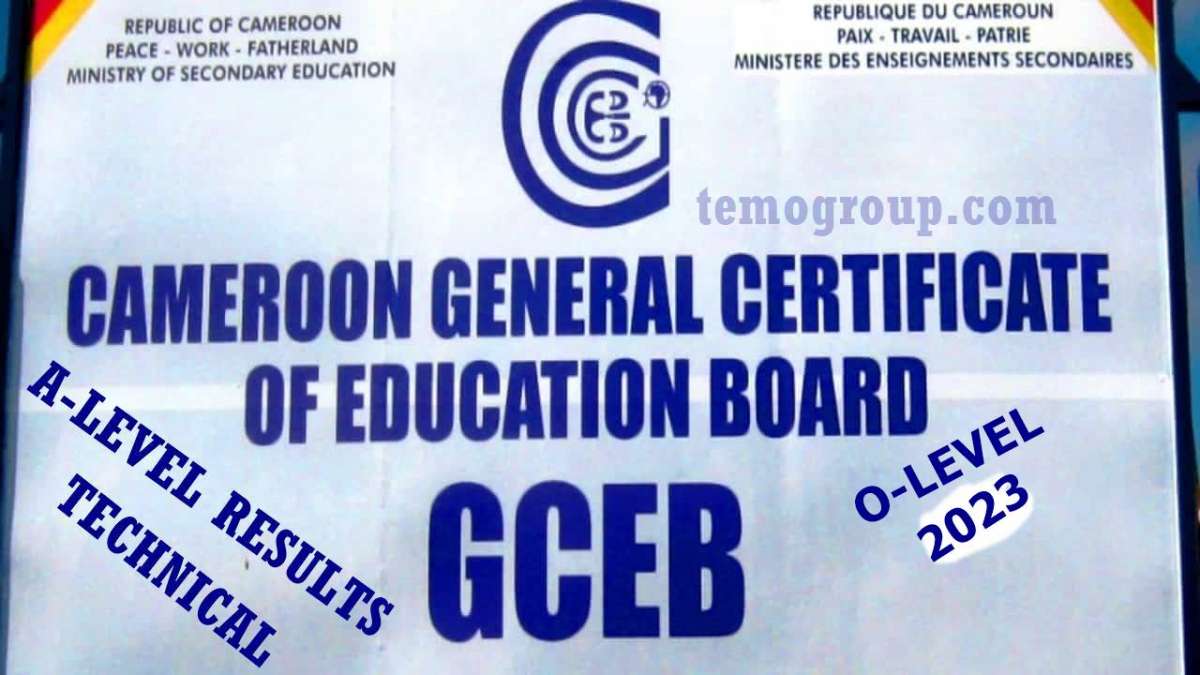 REPUBLIC OF CAMEROON
PEACE - WORK - FATHERLAND
MINISTRY OF SECONDARY EDUCATION
REPUBLIQUE DU CAMEROUN
PAIX - TRAVAIL - PATRIE
MINISTERE DES ENSEIGNEMENTS SECONDAIRES
temogroup.com
CAMEROON GENERAL CERTIFICATE
OF EDUCATION BOARD
GCEB
A-LEVEL RESULTS
TECHNICAL
O-LEVEL
2023